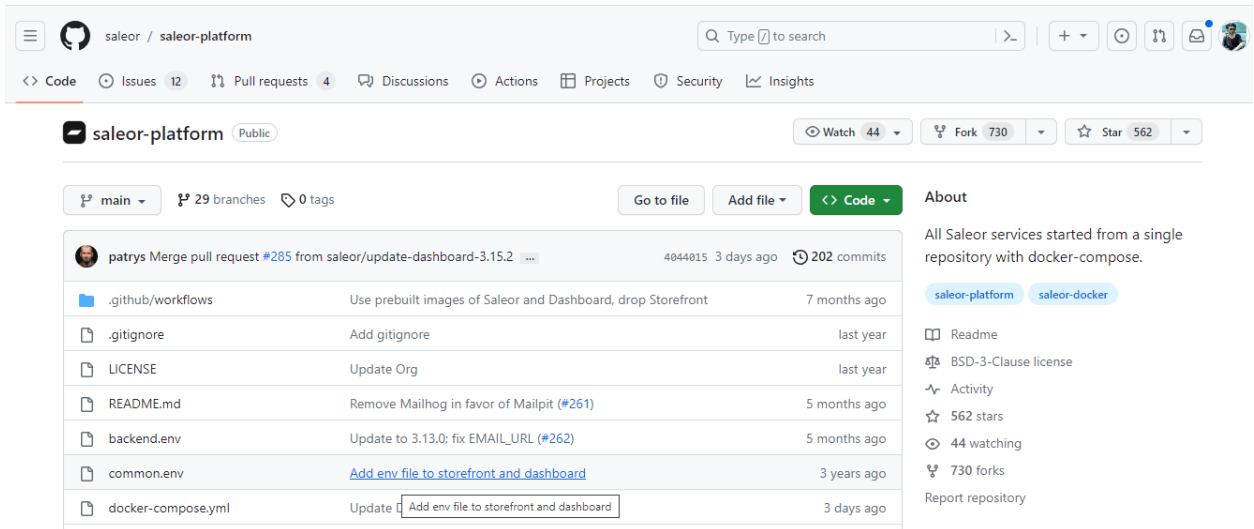 saleor / saleor-platform
Type / to search
Code
Issues 12
Pull requests 4
Discussions
Actions
Projects
Security
Insights
saleor-platform Public
Watch 44
Fork 730
Star 562
main
29 branches
0 tags
Go to file
Add file
Code
patrys Merge pull request #285 from saleor/update-dashboard-3.15.2 ...
4044015 3 days ago
202 commits
.github/workflows Use prebuilt images of Saleor and Dashboard, drop Storefront 7 months ago
.gitignore Add gitignore last year
LICENSE Update Org last year
README.md Remove Mailhog in favor of Mailpit (#261) 5 months ago
backend.env Update to 3.13.0; fix EMAIL_URL (#262) 5 months ago
common.env Add env file to storefront and dashboard 3 years ago
docker-compose.yml Update 3 days ago
Add env file to storefront and dashboard
About
All Saleor services started from a single
repository with docker-compose.
saleor-platform saleor-docker
Readme
BSD-3-Clause license
Activity
562 stars
44 watching
730 forks
Report repository